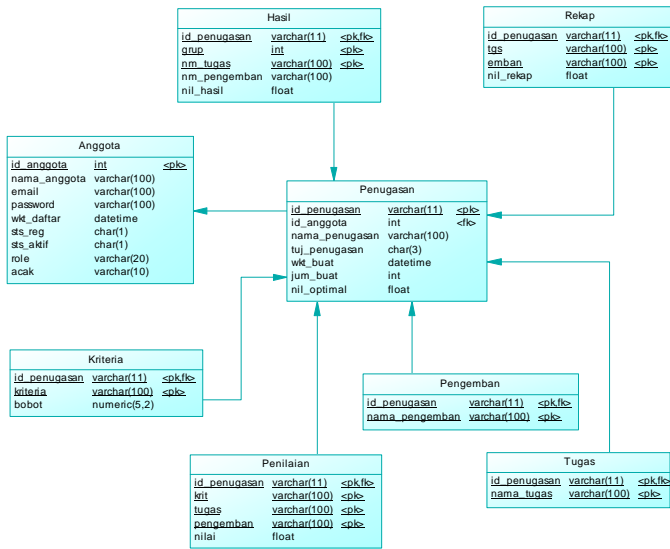 Hasil
id_penugasan varchar(11) <pk,fk>
grup int <pk>
nm_tugas varchar(100) <pk>
nm_pengemban varchar(100)
nil_hasil float
Rekap
id_penugasan varchar(11) <pk,fk>
tgs varchar(100) <pk>
emban varchar(100) <pk>
nil_rekap float
Anggota
id_anggota int <pk>
nama_anggota varchar(100)
email varchar(100)
password varchar(100)
wkt_daftar datetime
sts_reg char(1)
sts_aktif char(1)
role varchar(20)
acak varchar(10)
Penugasan
id_penugasan varchar(11) <pk>
id_anggota int <fk>
nama_penugasan varchar(100)
tuj_penugasan char(3)
wkt_buat datetime
jum_buat int
nil_optimal float
Kriteria
id_penugasan varchar(11) <pk,fk>
kriteria varchar(100) <pk>
bobot numeric(5,2)
Pengemban
id_penugasan varchar(11) <pk,fk>
nama_pengemban varchar(100) <pk>
Penilaian
id_penugasan varchar(11) <pk,fk>
krit varchar(100) <pk>
tugas varchar(100) <pk>
pengemban varchar(100) <pk>
nilai float
Tugas
id_penugasan varchar(11) <pk,fk>
nama_tugas varchar(100) <pk>